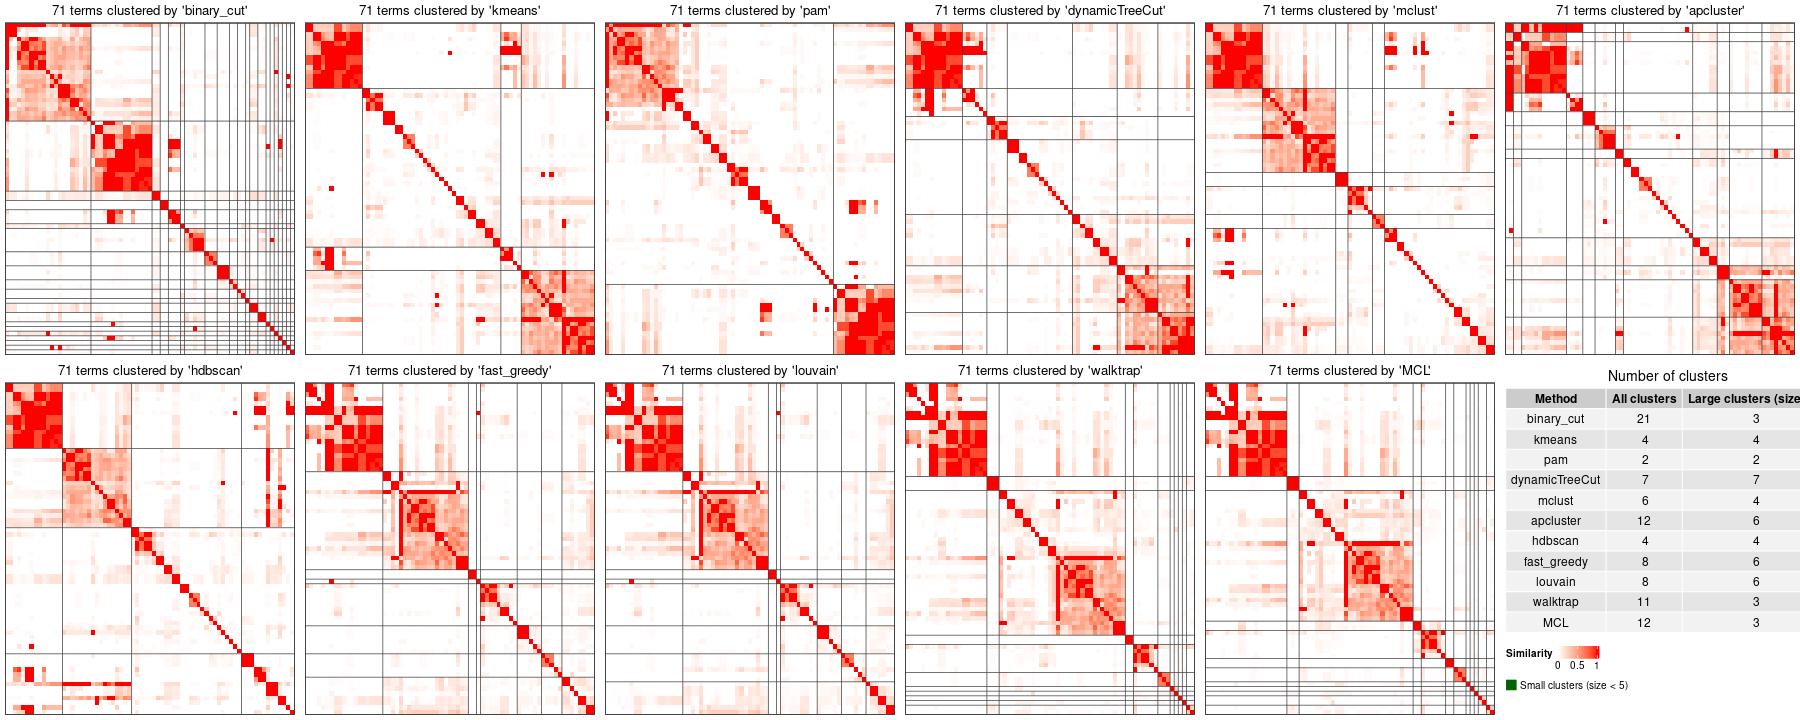 71 terms clustered by 'binary_cut'
71 terms clustered by 'kmeans'
71 terms clustered by 'pam'
71 terms clustered by 'dynamicTreeCut'
71 terms clustered by 'mclust'
71 terms clustered by 'apcluster'
71 terms clustered by 'hdbscan'
71 terms clustered by 'fast_greedy'
71 terms clustered by 'louvain'
71 terms clustered by 'walktrap'
71 terms clustered by 'MCL'
Number of clusters
Method All clusters Large clusters (size
binary_cut 21 3
kmeans 4 4
pam 2 2
dynamicTreeCut 7 7
mclust 6 4
apcluster 12 6
hdbscan 4 4
fast_greedy 8 6
louvain 8 6
walktrap 11 3
MCL 12 3
Similarity
0 0.5 1
Small clusters (size < 5)